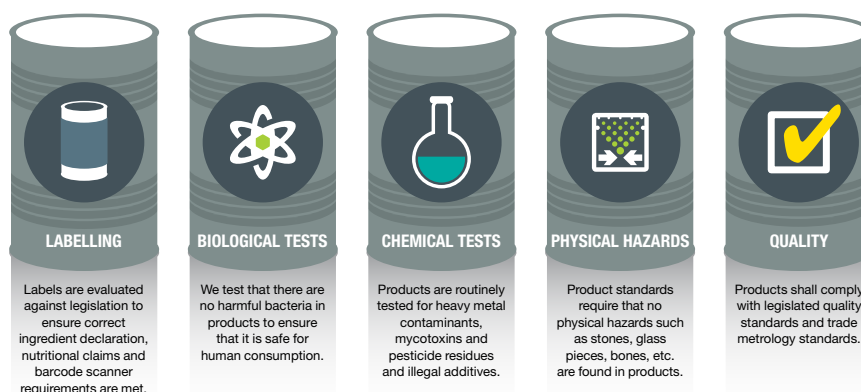 LABELLING
Labels are evaluated
against legislation to
ensure correct
ingredient declaration,
nutritional claims and
barcode scanner
requirements are met.
BIOLOGICAL TESTS
We test that there are
no harmful bacteria in
products to ensure
that it is safe for
human consumption.
CHEMICAL TESTS
Products are routinely
tested for heavy metal
contaminants,
mycotoxins and
pesticide residues
and illegal additives.
PHYSICAL HAZARDS
Product standards
require that no
physical hazards such
as stones, glass
pieces, bones, etc.
are found in products.
QUALITY
Products shall comply
with legislated quality
standards and trade
metrology standards.